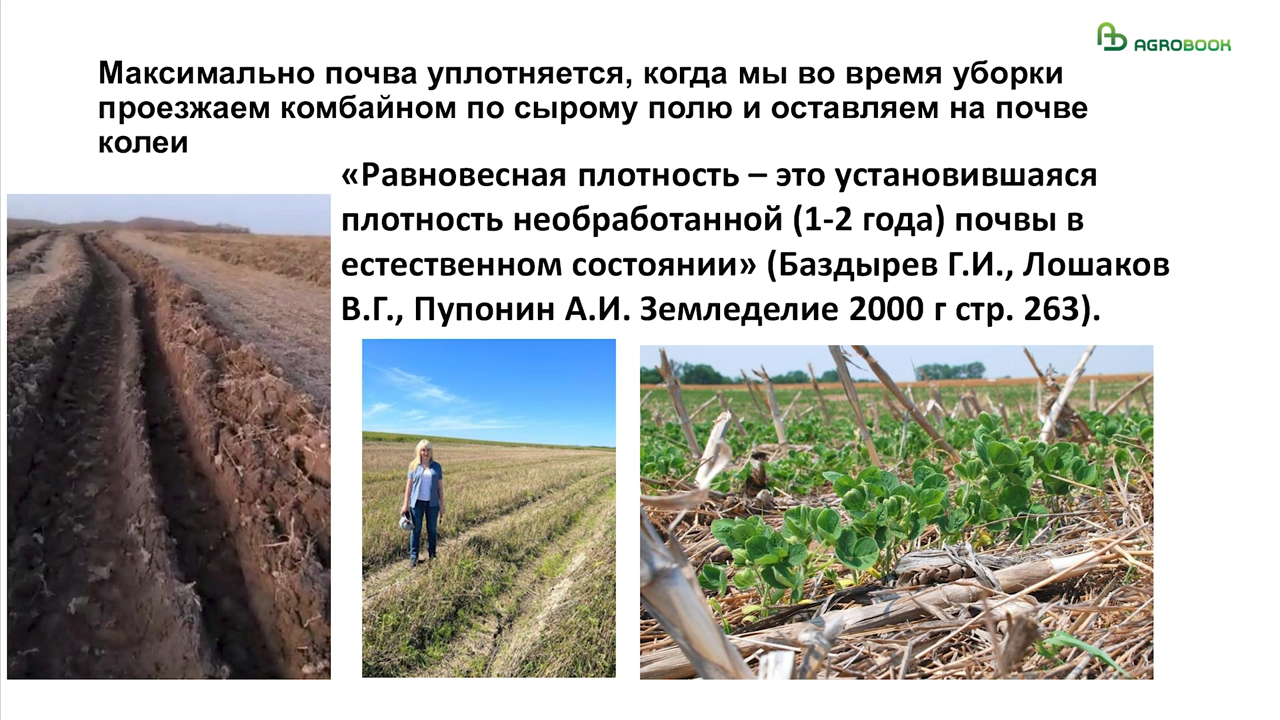 AGROBOOK
Максимально почва уплотняется, когда мы во время уборки
проезжаем комбайном по сырому полю и оставляем на почве
колеи
«Равновесная плотность – это установившаяся
плотность необработанной (1-2 года) почвы в
естественном состоянии» (Баздырев Г.И., Лошаков
В.Г., Пупонин А.И. Земледелие 2000 г стр. 263).